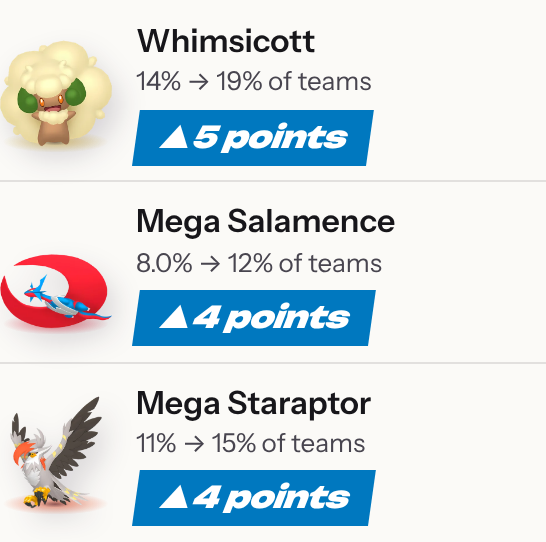 Whimsicott
14% → 19% of teams
▲5 points
Mega Salamence
8.0% → 12% of teams
▲4 points
Mega Staraptor
11% → 15% of teams
▲4 points